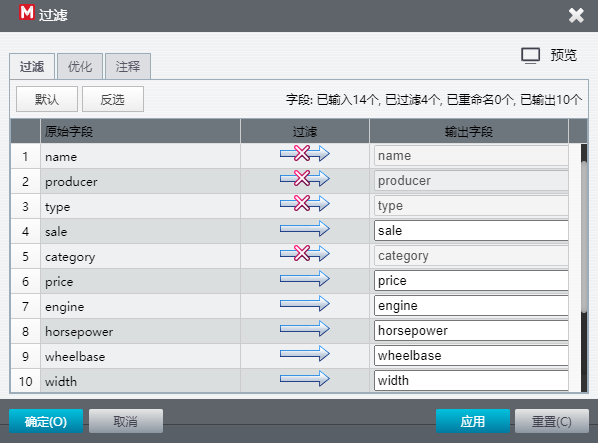 M 过滤
预览
过滤 优化 注释
默认 反选 字段: 已输入14个, 已过滤4个, 已重命名0个, 已输出10个
原始字段 过滤 输出字段
1 name name
2 producer producer
3 type type
4 sale sale
5 category category
6 price price
7 engine engine
8 horsepower horsepower
9 wheelbase wheelbase
10 width width
确定(O) 取消 应用 重置(C)